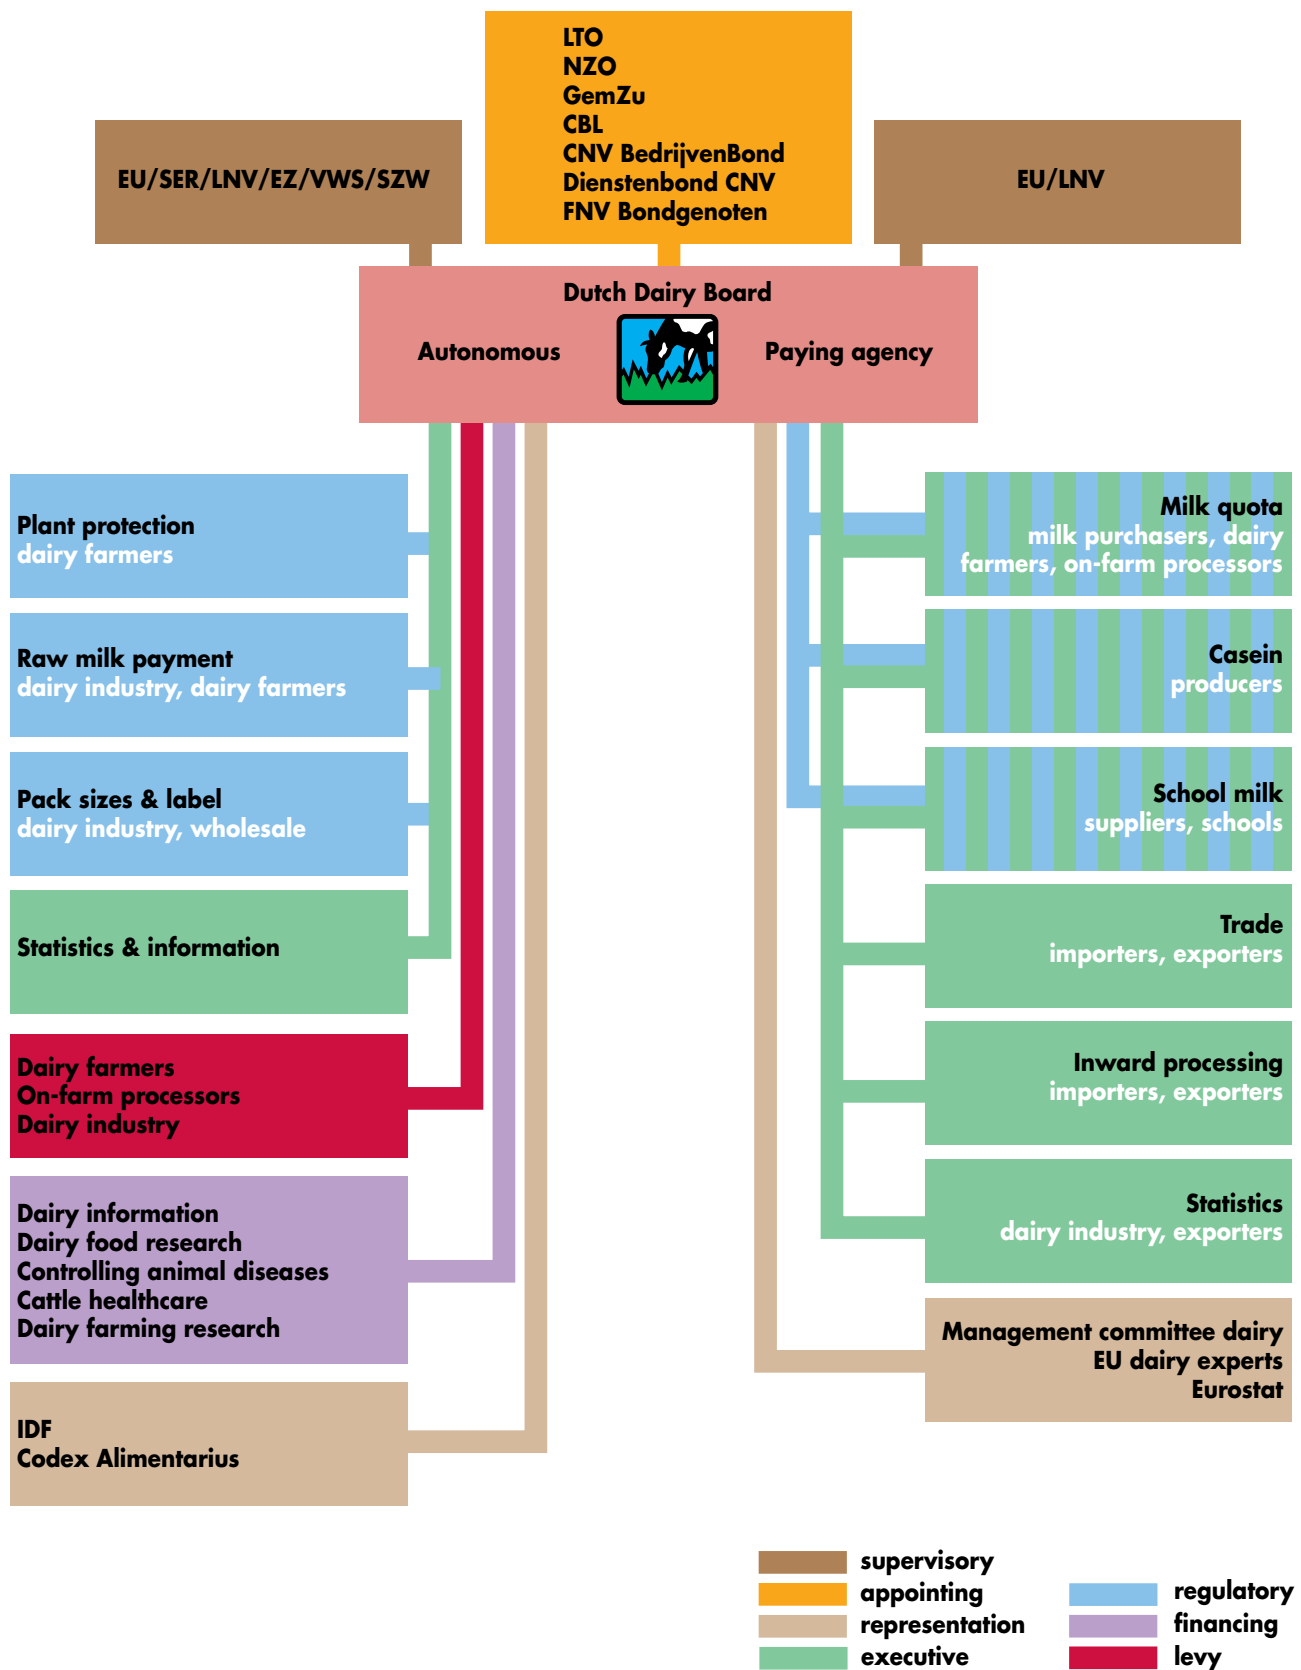 LTO
NZO
GemZu
CBL
CNV BedrijvenBond
Dienstenbond CNV
FNV Bondgenoten
EU/SER/LNV/EZ/VWS/SZW
EU/LNV
Dutch Dairy Board
Autonomous
Paying agency
Plant protection
dairy farmers
Raw milk payment
dairy industry, dairy farmers
Pack sizes & label
dairy industry, wholesale
Statistics & information
Dairy farmers
On-farm processors
Dairy industry
Dairy information
Dairy food research
Controlling animal diseases
Cattle healthcare
Dairy farming research
IDF
Codex Alimentarius
Milk quota
milk purchasers, dairy
farmers, on-farm processors
Casein
producers
School milk
suppliers, schools
Trade
importers, exporters
Inward processing
importers, exporters
Statistics
dairy industry, exporters
Management committee dairy
EU dairy experts
Eurostat
supervisory
appointing
representation
executive
regulatory
financing
levy